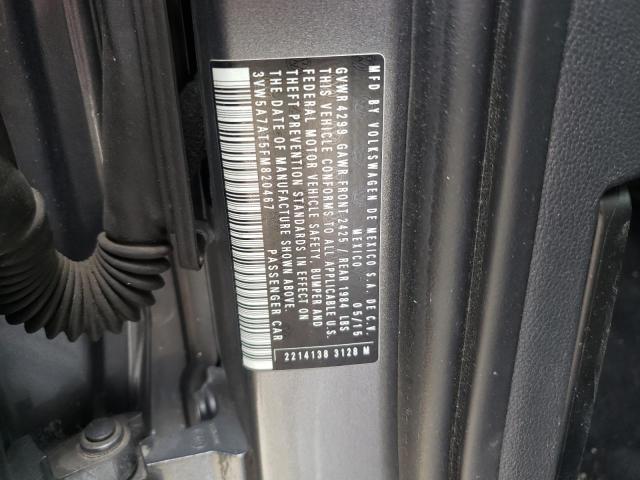 MFD BY VOLKSWAGEN DE MEXICO S.A. DE C.V.
MEXICO 05/15
GVWR 4299 GAWR-FRONT-2425 / REAR 1984 LBS
THIS VEHICLE CONFORMS TO ALL APPLICABLE U.S.
FEDERAL MOTOR VEHICLE SAFETY, BUMPER AND
THEFT PREVENTION STANDARDS IN EFFECT ON
THE DATE OF MANUFACTURE SHOWN ABOVE.
3VW5A7AT5FM820467 PASSENGER CAR
2214138 3128 M